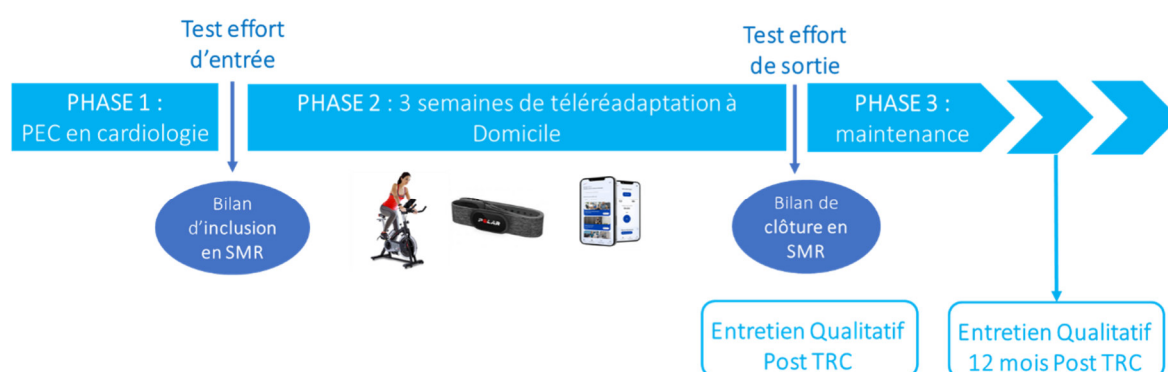 Test effort
d'entrée
Test effort
de sortie
PHASE 1 :
PEC en cardiologie
PHASE 2 : 3 semaines de téléréadaptation à
Domicile
PHASE 3 :
maintenance
Bilan
d'inclusion
en SMR
POLAR
Bilan de
clôture en
SMR
Entretien Qualitatif
Post TRC
Entretien Qualitatif
12 mois Post TRC